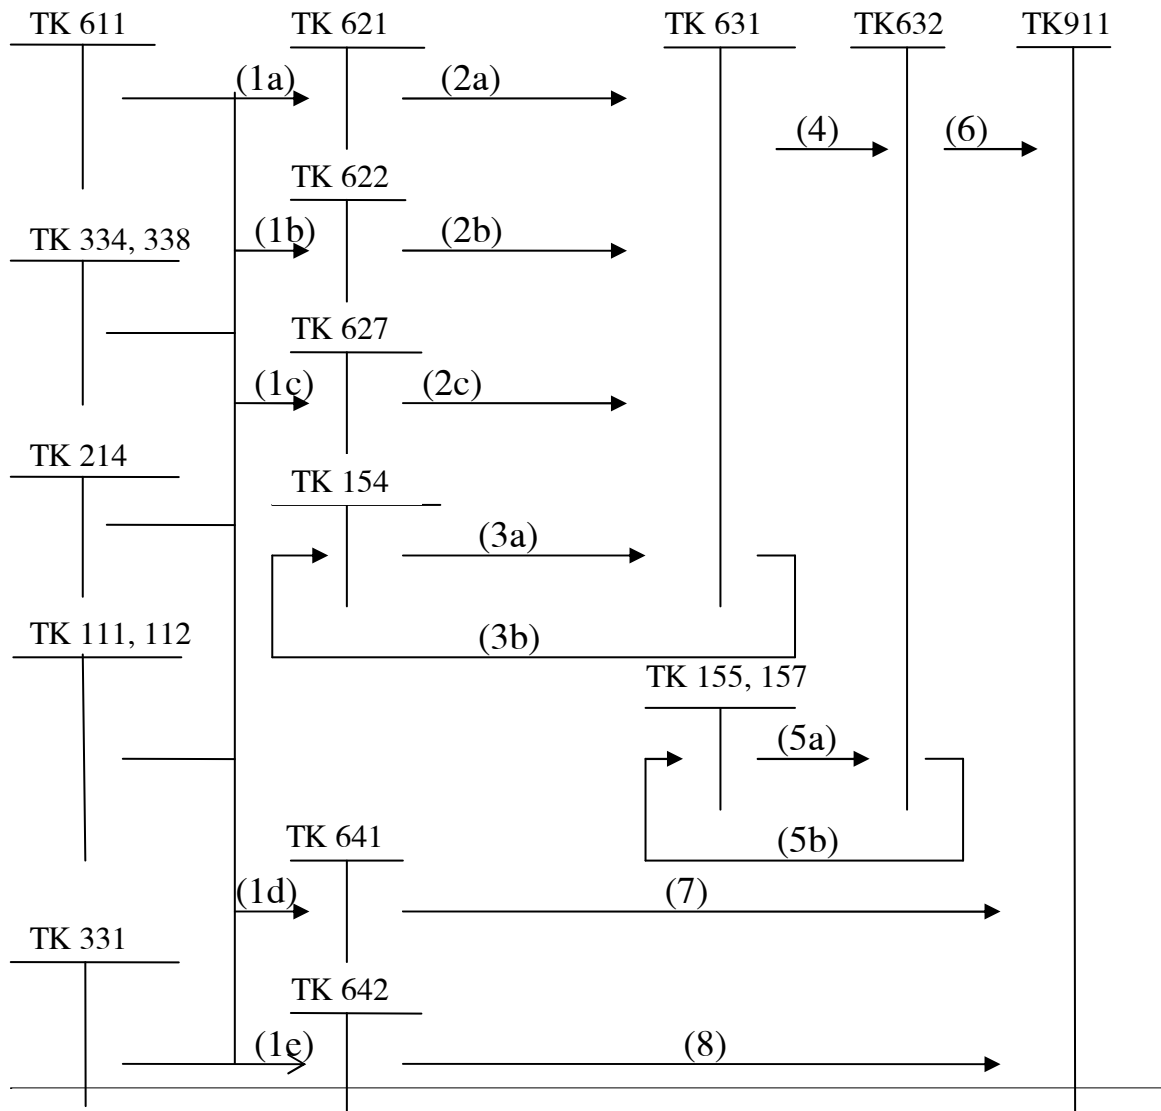 TK 611 TK 621 TK 631 TK632 TK911
(1a) (2a)
(4) (6)
TK 622
TK 334, 338 (1b) (2b)
TK 627
(1c) (2c)
TK 214
TK 154
(3a)
TK 111, 112 (3b)
TK 155, 157
(5a)
TK 641 (5b)
(1d) (7)
TK 331
TK 642
(1e) (8)